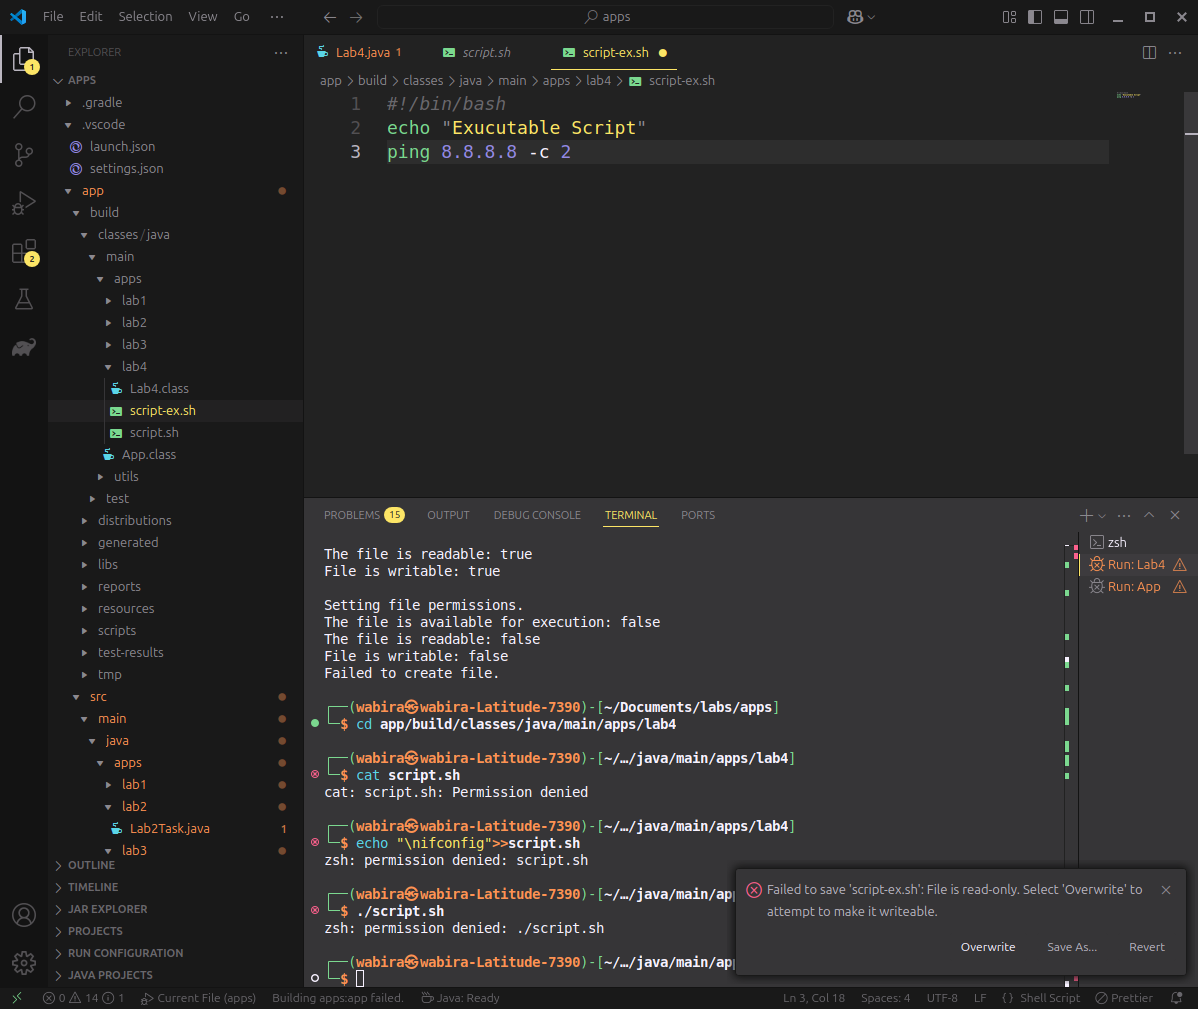 File Edit Selection View Go ··· apps
EXPLORER ···
APPS
.gradle
.vscode
launch.json
settings.json
app
build
classes / java
main
apps
lab1
lab2
lab3
lab4
Lab4.class
script-ex.sh
script.sh
App.class
utils
test
distributions
generated
libs
reports
resources
scripts
test-results
tmp
src
main
java
apps
lab1
lab2
Lab2Task.java 1
lab3
OUTLINE
TIMELINE
JAR EXPLORER
PROJECTS
RUN CONFIGURATION
JAVA PROJECTS
1
2
Lab4.java 1 script.sh script-ex.sh
app > build > classes > java > main > apps > lab4 > script-ex.sh
1 #!/bin/bash
2 echo "Exucutable Script"
3 ping 8.8.8.8 -c 2
PROBLEMS 15 OUTPUT DEBUG CONSOLE TERMINAL PORTS
The file is readable: true
File is writable: true
Setting file permissions.
The file is available for execution: false
The file is readable: false
File is writable: false
Failed to create file.
┌──(wabira㉿wabira-Latitude-7390)-[~/Documents/labs/apps]
└─$ cd app/build/classes/java/main/apps/lab4
┌──(wabira㉿wabira-Latitude-7390)-[~/…/java/main/apps/lab4]
└─$ cat script.sh
cat: script.sh: Permission denied
┌──(wabira㉿wabira-Latitude-7390)-[~/…/java/main/apps/lab4]
└─$ echo "\nifconfig">>script.sh
zsh: permission denied: script.sh
┌──(wabira㉿wabira-Latitude-7390)-[~/…/java/main/app
└─$ ./script.sh
zsh: permission denied: ./script.sh
┌──(wabira㉿wabira-Latitude-7390)-[~/…/java/main/app
└─$
zsh
Run: Lab4
Run: App
Failed to save 'script-ex.sh': File is read-only. Select 'Overwrite' to
attempt to make it writeable.
Overwrite Save As... Revert
0 14 1 Current File (apps) Building apps:app failed. Java: Ready Ln 3, Col 18 Spaces: 4 UTF-8 LF {} Shell Script Prettier